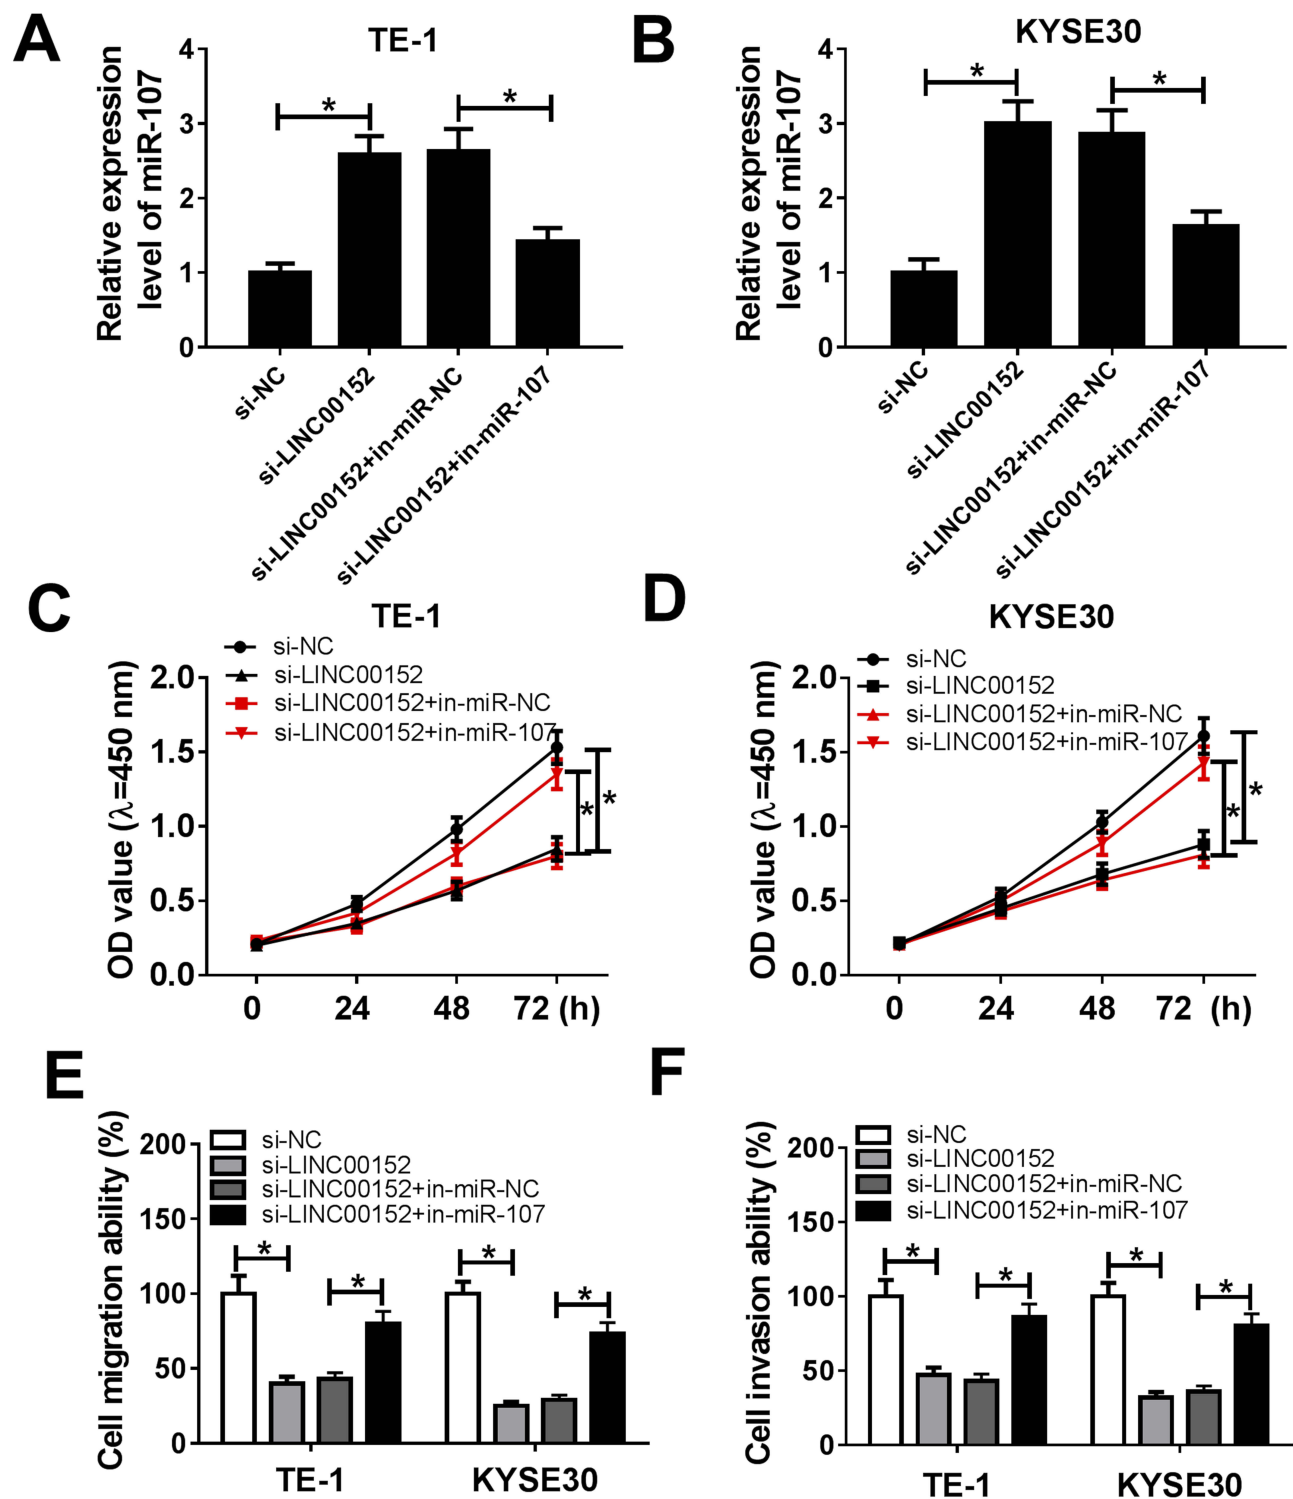 A
TE-1
Relative expression
level of miR-107
4
3
2
1
0
*
*
si-NC
si-LINC00152
si-LINC00152+in-miR-NC
si-LINC00152+in-miR-107
B
KYSE30
Relative expression
level of miR-107
4
3
2
1
0
*
*
si-NC
si-LINC00152
si-LINC00152+in-miR-NC
si-LINC00152+in-miR-107
C
TE-1
si-NC
si-LINC00152
si-LINC00152+in-miR-NC
si-LINC00152+in-miR-107
OD value (λ=450 nm)
2.0
1.5
1.0
0.5
0.0
*
*
0 24 48 72 (h)
D
KYSE30
si-NC
si-LINC00152
si-LINC00152+in-miR-NC
si-LINC00152+in-miR-107
OD value (λ=450 nm)
2.0
1.5
1.0
0.5
0.0
*
*
0 24 48 72 (h)
E
si-NC
si-LINC00152
si-LINC00152+in-miR-NC
si-LINC00152+in-miR-107
Cell migration ability (%)
200
150
100
50
0
*
*
*
*
TE-1 KYSE30
F
si-NC
si-LINC00152
si-LINC00152+in-miR-NC
si-LINC00152+in-miR-107
Cell invasion ability (%)
200
150
100
50
0
*
*
*
*
TE-1 KYSE30